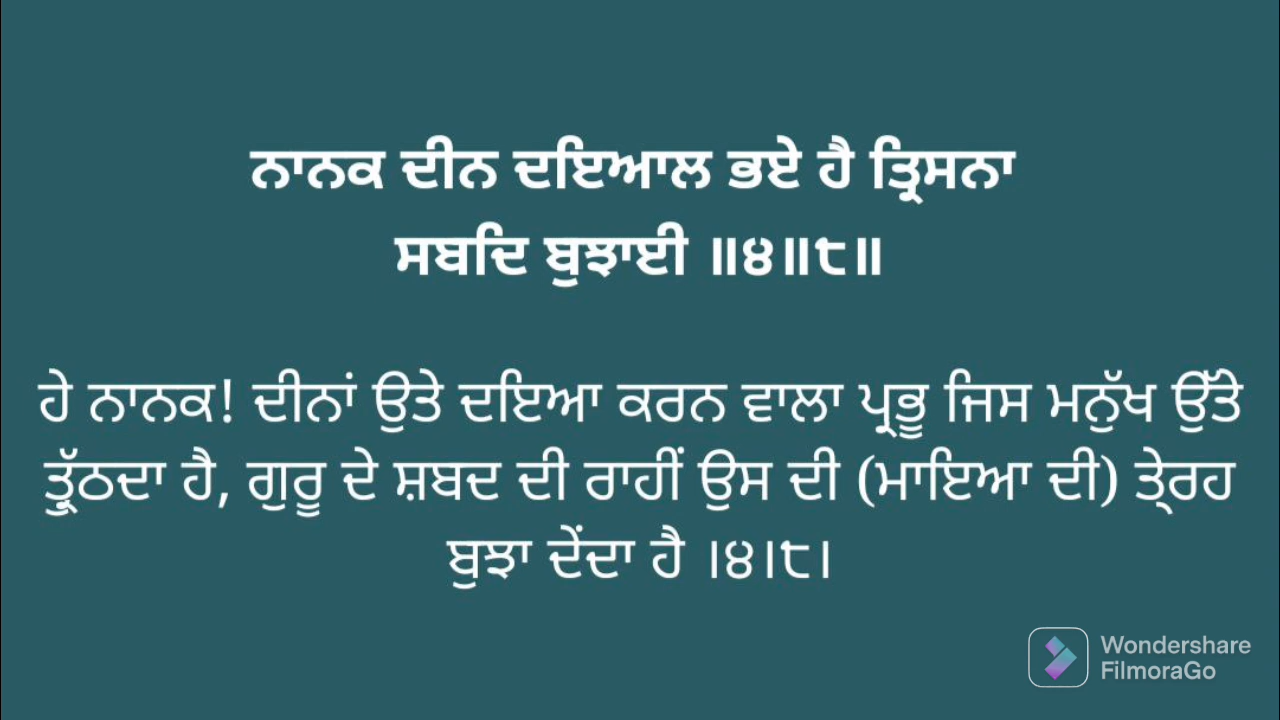 ਨਾਨਕ ਦੀਨ ਦਇਆਲ ਭਏ ਹੈ ਤ੍ਰਿਸਨਾ
ਸਬਦਿ ਬੁਝਾਈ ॥੪॥੮॥
ਹੇ ਨਾਨਕ! ਦੀਨਾਂ ਉਤੇ ਦਇਆ ਕਰਨ ਵਾਲਾ ਪ੍ਰਭੂ ਜਿਸ ਮਨੁੱਖ ਉੱਤੇ
ਤ੍ਰੁੱਠਦਾ ਹੈ, ਗੁਰੂ ਦੇ ਸ਼ਬਦ ਦੀ ਰਾਹੀਂ ਉਸ ਦੀ (ਮਾਇਆ ਦੀ) ਤੇ੍ਰਹ
ਬੁਝਾ ਦੇਂਦਾ ਹੈ ।੪।੮।
Wondershare
FilmoraGo